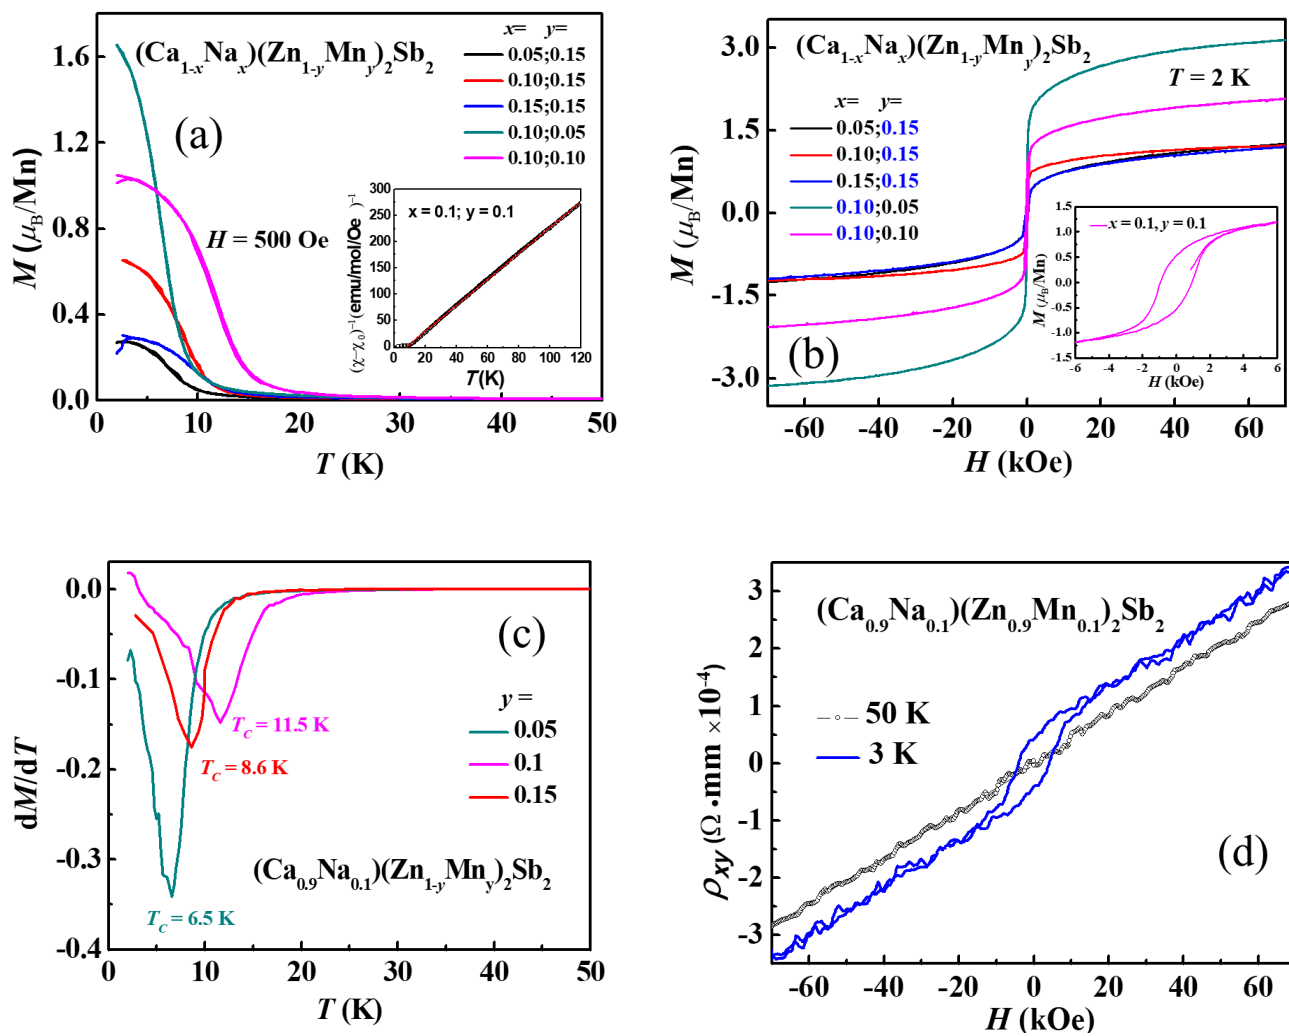 (Ca1-xNax)(Zn1-yMny)2Sb2
x= y=
0.05;0.15
0.10;0.15
0.15;0.15
0.10;0.05
0.10;0.10
(a)
H = 500 Oe
M (μB/Mn)
1.6
1.2
0.8
0.4
0.0
0 10 20 30 40 50
T (K)
x = 0.1; y = 0.1
(χ-χ0)-1(emu/mol/Oe)-1
300
250
200
150
100
50
0
0 20 40 60 80 100 120
T(K)
(Ca1-xNax)(Zn1-yMny)2Sb2
T = 2 K
x= y=
0.05;0.15
0.10;0.15
0.15;0.15
0.10;0.05
0.10;0.10
(b)
M (μB/Mn)
3.0
1.5
0.0
-1.5
-3.0
-60 -40 -20 0 20 40 60
H (kOe)
x = 0.1, y = 0.1
M (μB/Mn)
1.5
1.0
0.5
0.0
-0.5
-1.0
1.5
-6 -4 -2 0 2 4 6
H (kOe)
(c)
y =
0.05
0.1
0.15
TC = 11.5 K
TC = 8.6 K
TC = 6.5 K
(Ca0.9Na0.1)(Zn1-yMny)2Sb2
dM/dT
0.0
-0.1
-0.2
-0.3
-0.4
0 10 20 30 40 50
T (K)
(Ca0.9Na0.1)(Zn0.9Mn0.1)2Sb2
50 K
3 K
(d)
ρxy (Ω·mm ×10-4)
3
2
1
0
-1
-2
-3
-60 -40 -20 0 20 40 60
H (kOe)